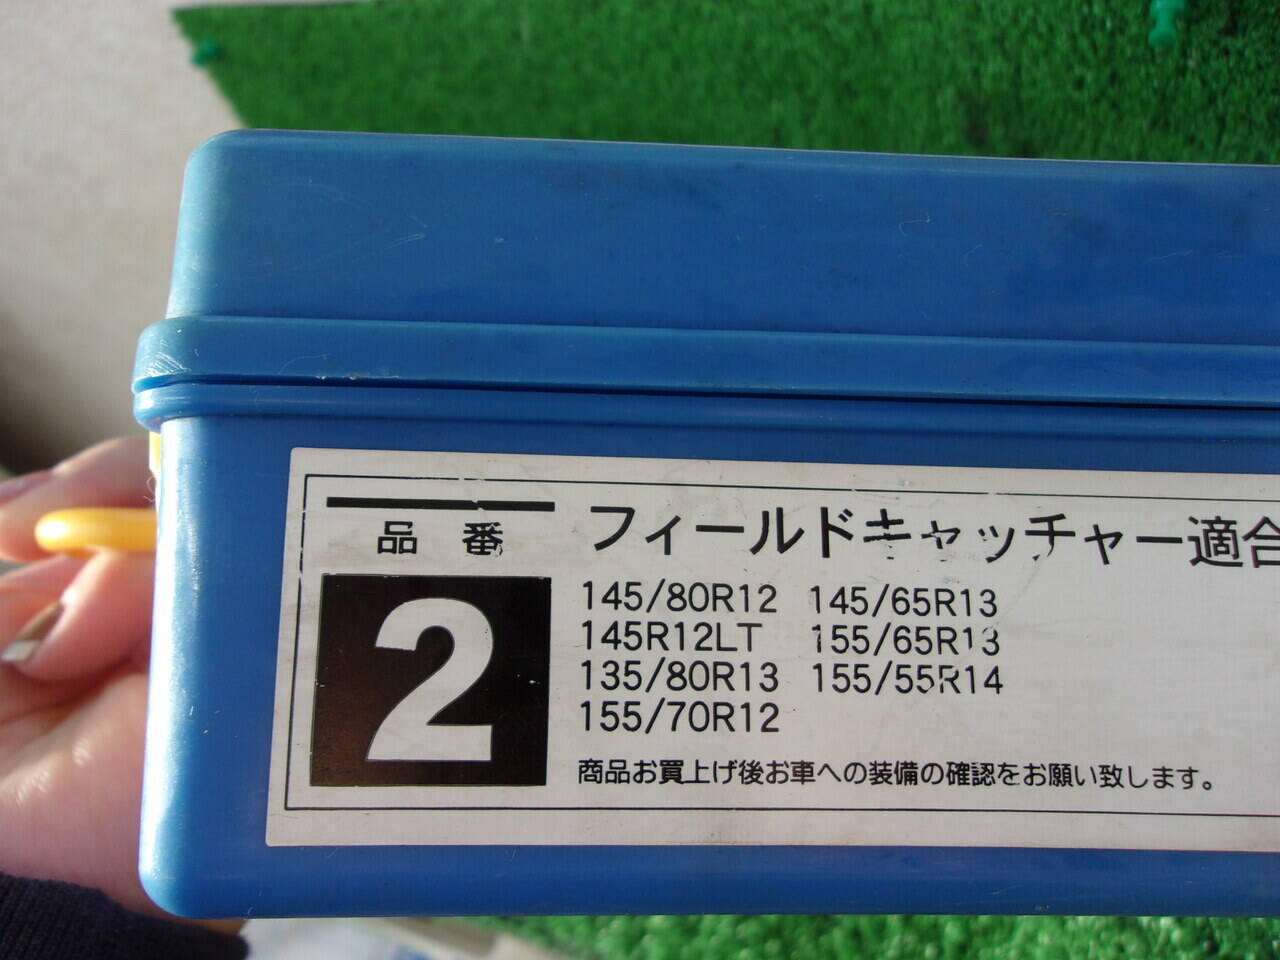 品番
2
フィールドキャッチャー適合
145/80R12 145/65R13
145R12LT 155/65R13
135/80R13 155/55R14
155/70R12
商品お買上げ後お車への装備の確認をお願い致します。